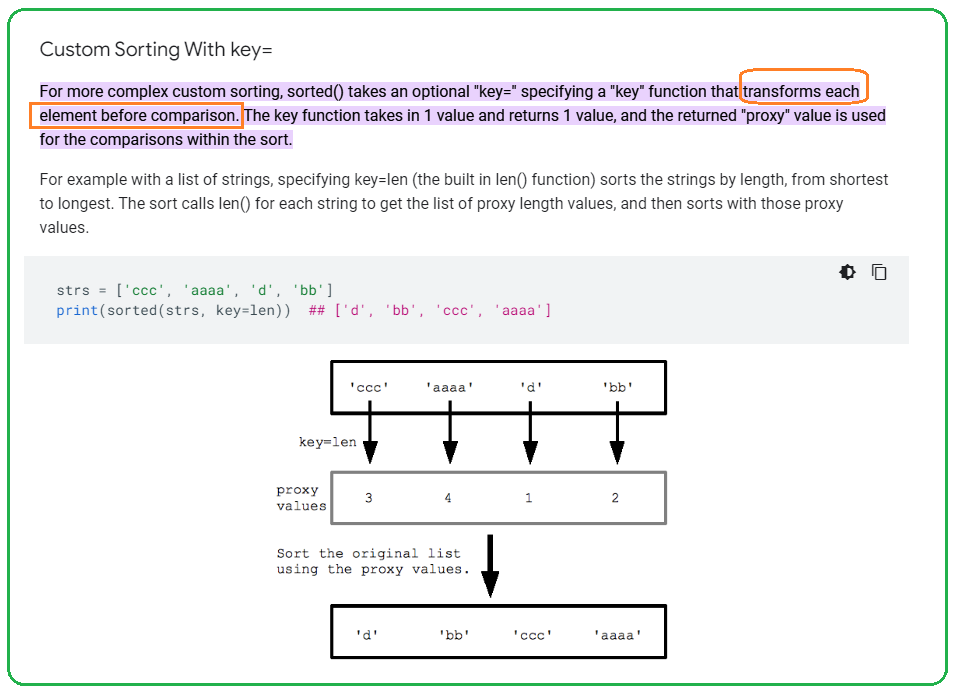 Custom Sorting With key=
For more complex custom sorting, sorted() takes an optional "key=" specifying a "key" function that transforms each
element before comparison. The key function takes in 1 value and returns 1 value, and the returned "proxy" value is used
for the comparisons within the sort.
For example with a list of strings, specifying key=len (the built in len() function) sorts the strings by length, from shortest
to longest. The sort calls len() for each string to get the list of proxy length values, and then sorts with those proxy
values.
strs = ['ccc', 'aaaa', 'd', 'bb']
print(sorted(strs, key=len))  ## ['d', 'bb', 'ccc', 'aaaa']
'ccc' 'aaaa' 'd' 'bb'
key=len
proxy
values
3 4 1 2
Sort the original list
using the proxy values.
'd' 'bb' 'ccc' 'aaaa'